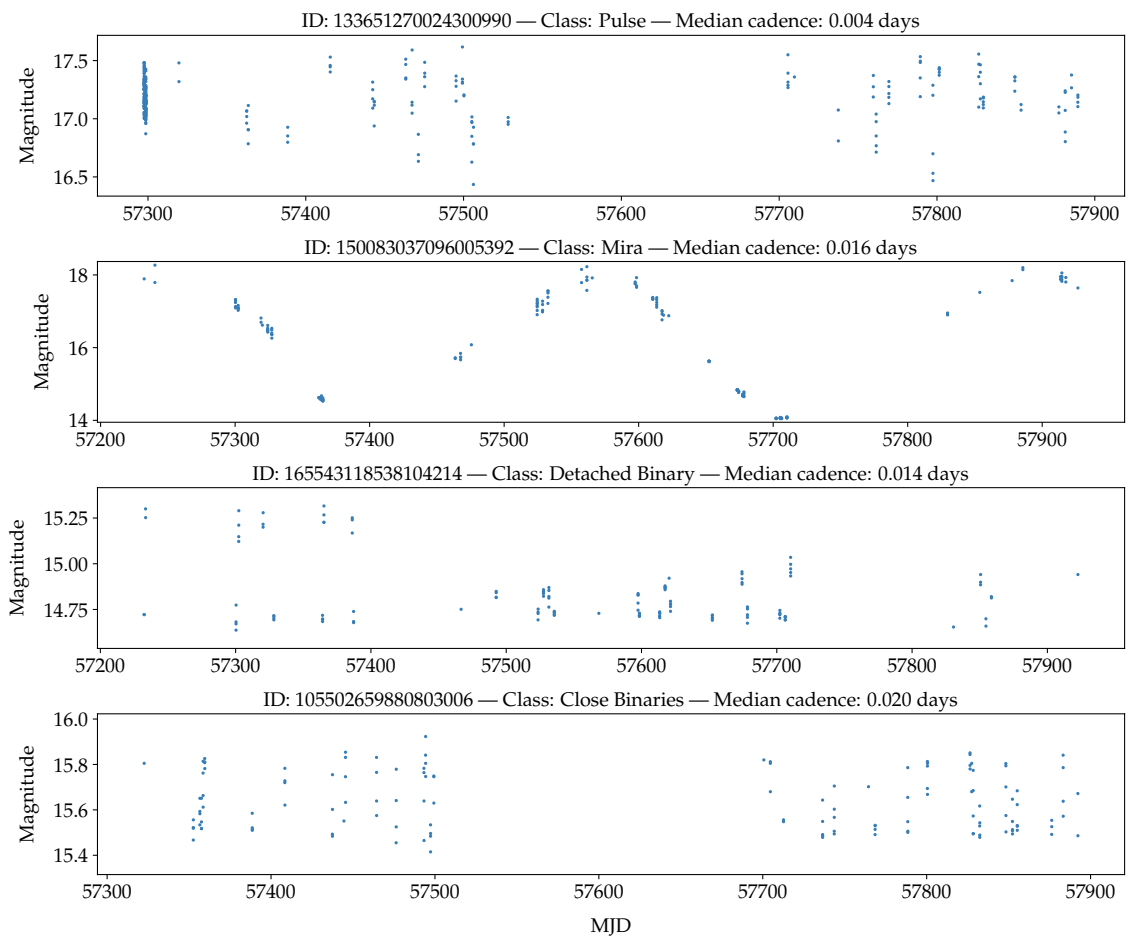 ID: 133651270024300990 — Class: Pulse — Median cadence: 0.004 days
17.5
17.0
16.5
Magnitude
57300 57400 57500 57600 57700 57800 57900
ID: 150083037096005392 — Class: Mira — Median cadence: 0.016 days
18
16
14
Magnitude
57200 57300 57400 57500 57600 57700 57800 57900
ID: 165543118538104214 — Class: Detached Binary — Median cadence: 0.014 days
15.25
15.00
14.75
Magnitude
57200 57300 57400 57500 57600 57700 57800 57900
ID: 105502659880803006 — Class: Close Binaries — Median cadence: 0.020 days
16.0
15.8
15.6
15.4
Magnitude
57300 57400 57500 57600 57700 57800 57900
MJD